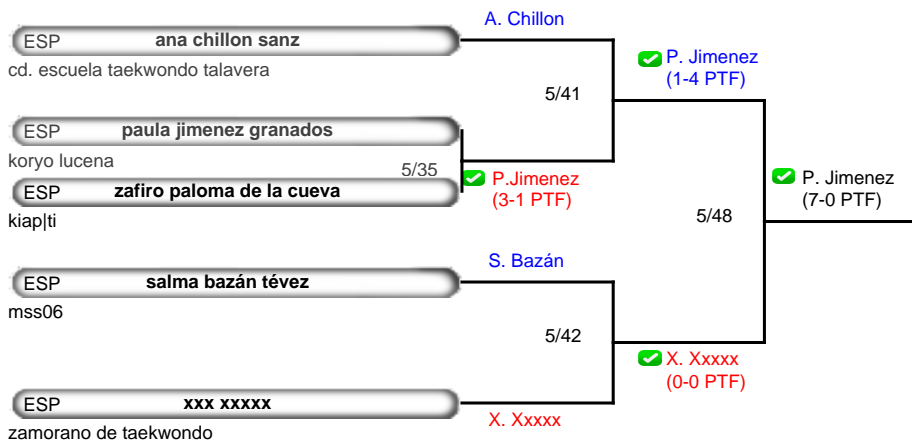 A. Chillon
ESP ana chillon sanz
cd. escuela taekwondo talavera
P. Jimenez
(1-4 PTF)
5/41
ESP paula jimenez granados
koryo lucena
5/35
P.Jimenez
(3-1 PTF)
ESP zafiro paloma de la cueva
kiap|ti
P. Jimenez
(7-0 PTF)
5/48
S. Bazán
ESP salma bazán tévez
mss06
5/42
X. Xxxxx
(0-0 PTF)
ESP xxx xxxxx
X. Xxxxx
zamorano de taekwondo